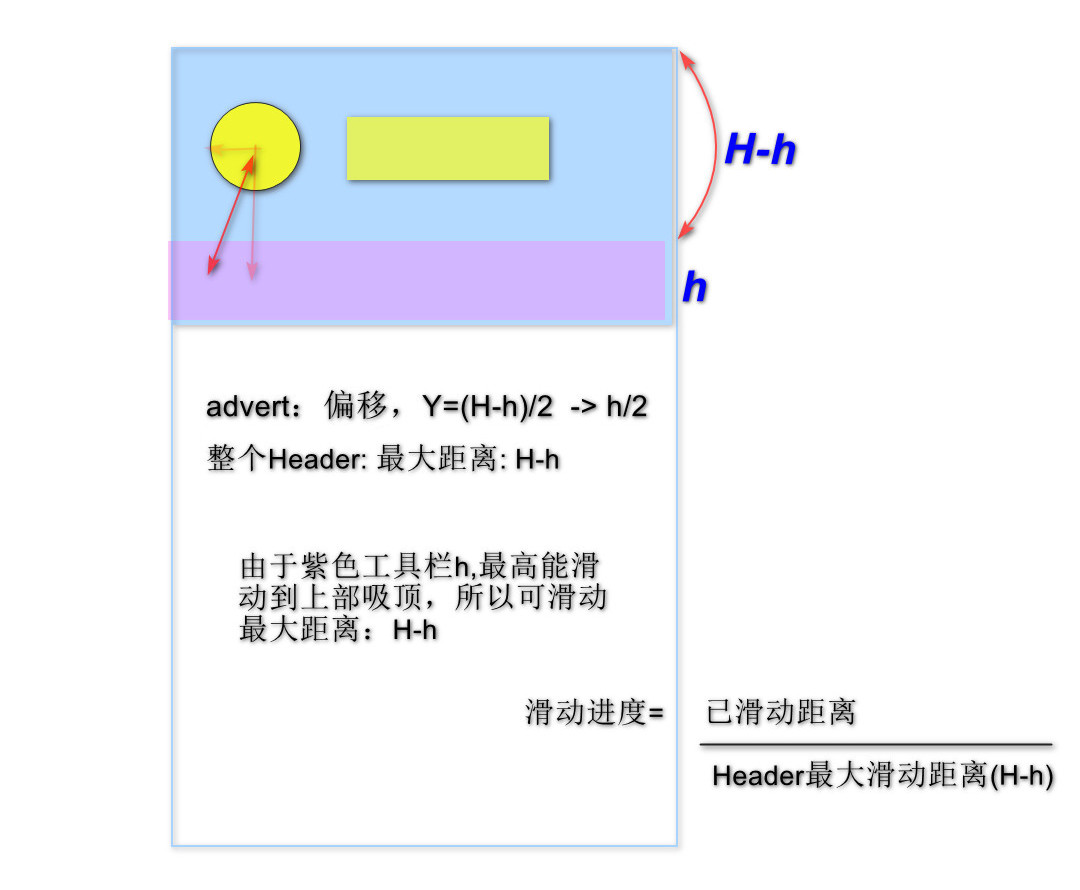 H-h
h
advert：偏移，Y=(H-h)/2 -> h/2
整个Header: 最大距离: H-h
由于紫色工具栏h,最高能滑
动到上部吸顶，所以可滑动
最大距离：H-h
滑动进度= 已滑动距离
Header最大滑动距离(H-h)